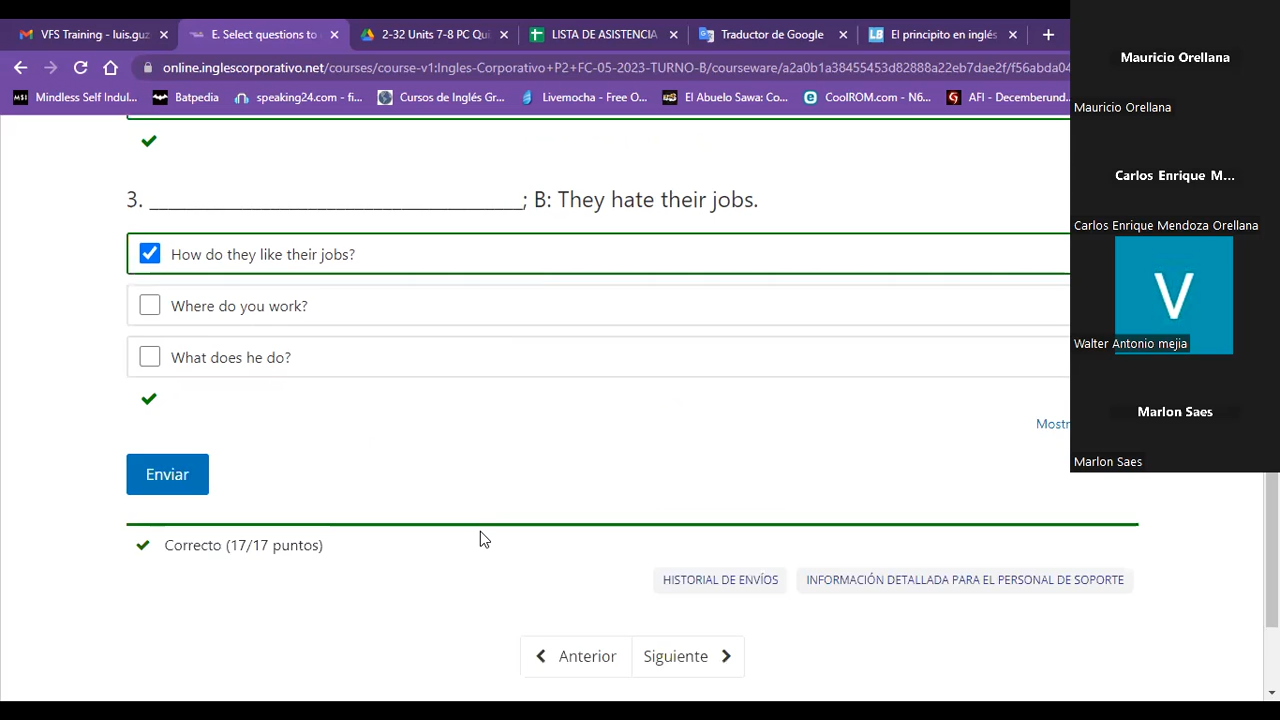 VFS Training - luis.guz
E. Select questions to
2-32 Units 7-8 PC Qui
LISTA DE ASISTENCIA
Traductor de Google
El principito en inglés
online.inglescorporativo.net/courses/course-v1:Ingles-Corporativo+P2+FC-05-2023-TURNO-B/courseware/a2a0b1a38455453d82888a22eb7dae2f/f56abda04
Mindless Self Indul...
Batpedia
speaking24.com - fi...
Cursos de Inglés Gr...
Livemocha - Free O...
El Abuelo Sawa: Co...
CoolROM.com - N6...
AFI - Decemberund...
3. ___________________________________; B: They hate their jobs.
How do they like their jobs?
Where do you work?
What does he do?
Mostr
Enviar
Correcto (17/17 puntos)
HISTORIAL DE ENVÍOS
INFORMACIÓN DETALLADA PARA EL PERSONAL DE SOPORTE
Anterior
Siguiente
Mauricio Orellana
Mauricio Orellana
Carlos Enrique M...
Carlos Enrique Mendoza Orellana
V
Walter Antonio mejia
Marlon Saes
Marlon Saes